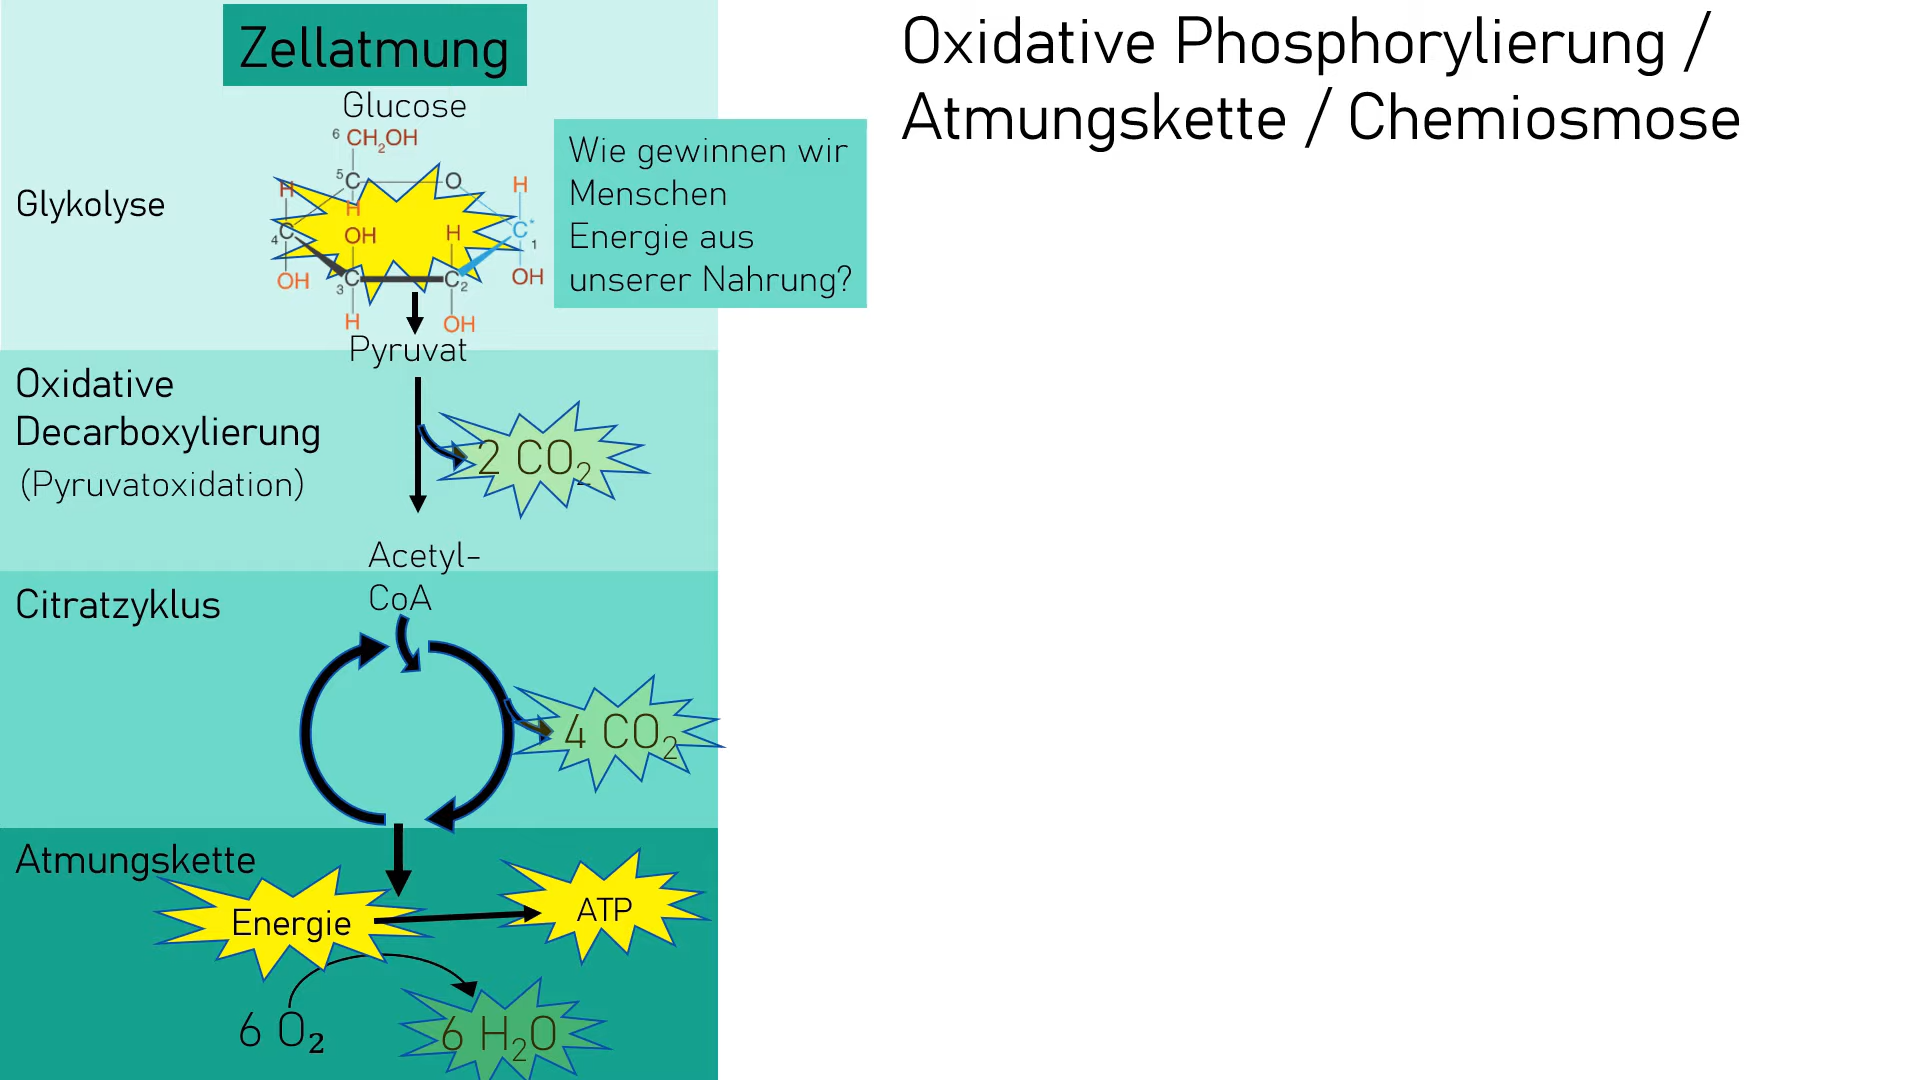 Zellatmung
Oxidative Phosphorylierung /
Atmungskette / Chemiosmose
Glucose
6 CH2OH
5 C O
H H
H
4 C OH H C* 1
OH 3 C C 2 OH
H OH
Wie gewinnen wir
Menschen
Energie aus
unserer Nahrung?
Glykolyse
Pyruvat
Oxidative
Decarboxylierung
(Pyruvatoxidation)
2 CO2
Acetyl-
CoA
Citratzyklus
4 CO2
Atmungskette
Energie
ATP
6 O2
6 H2O